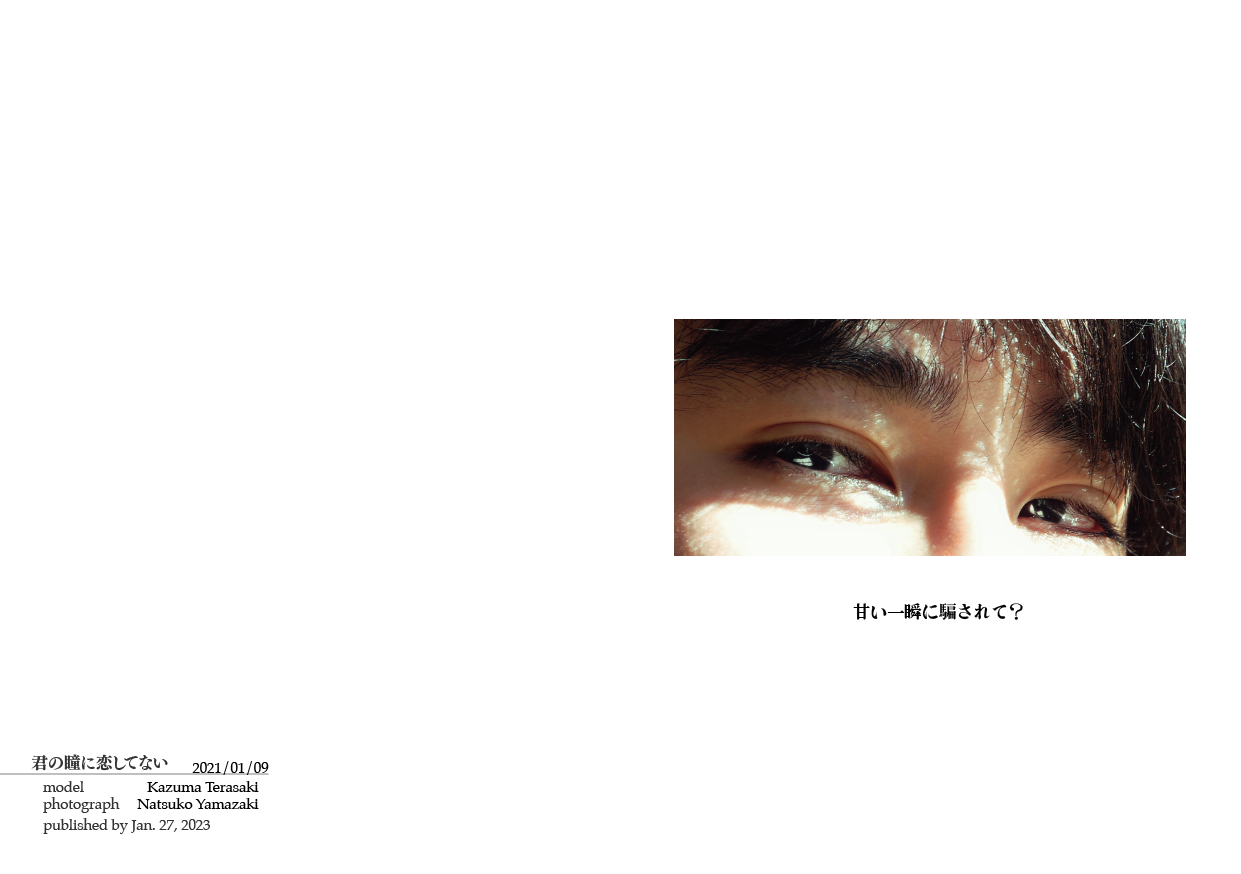 甘い一瞬に騙されて？
君の瞳に恋してない 2021/01/09
model Kazuma Terasaki
photograph Natsuko Yamazaki
published by Jan. 27, 2023